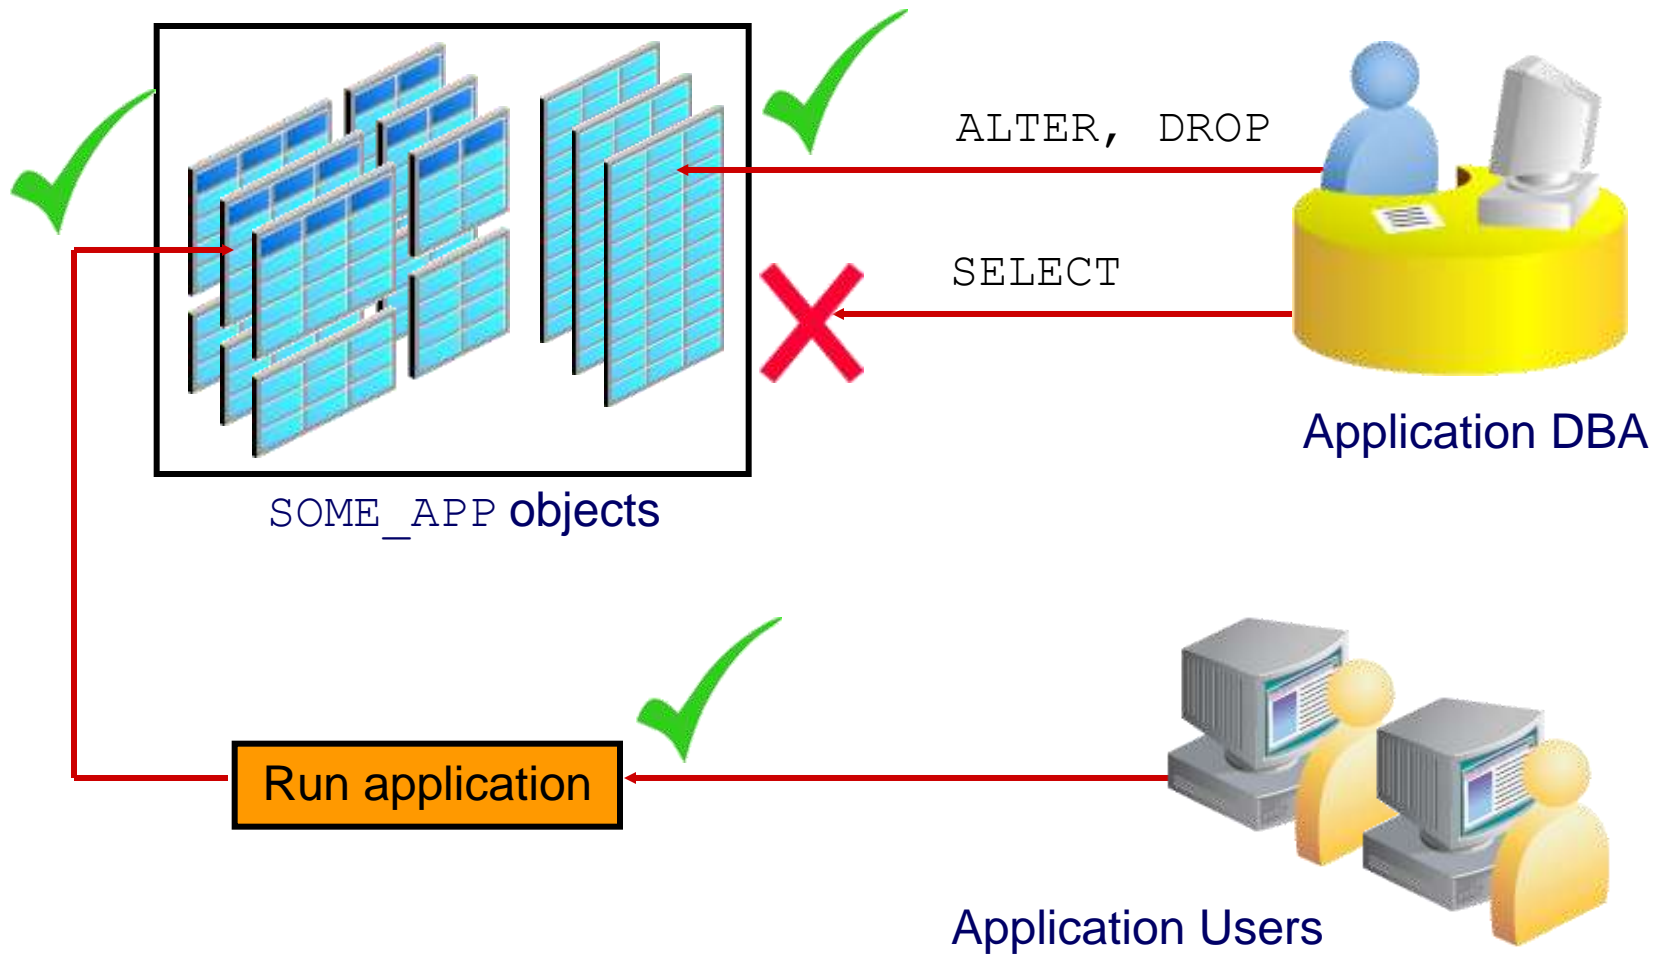 ALTER, DROP
SELECT
Application DBA
SOME_APP objects
Run application
Application Users